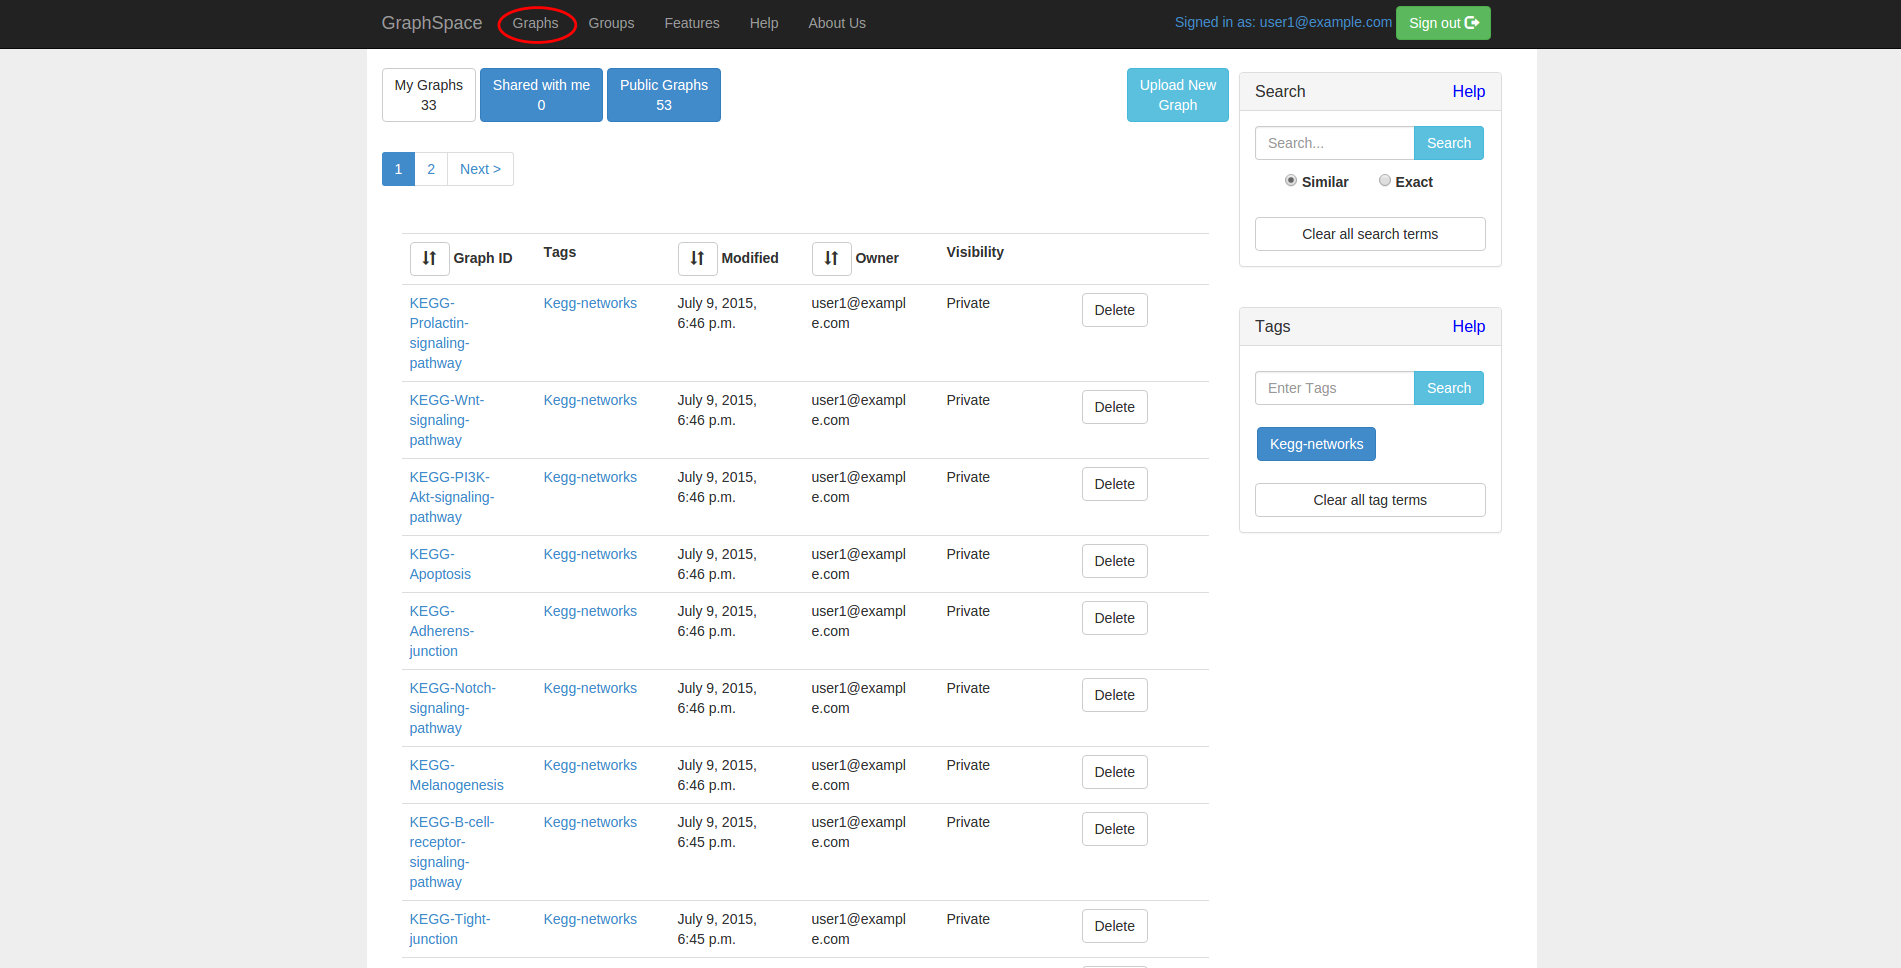 GraphSpace Graphs Groups Features Help About Us Signed in as: user1@example.com Sign out
My Graphs
33
Shared with me
0
Public Graphs
53
Upload New
Graph
1 2 Next >
Graph ID Tags Modified Owner Visibility
KEGG- Kegg-networks July 9, 2015, user1@exampl Private Delete
Prolactin- 6:46 p.m. e.com
signaling-
pathway
KEGG-Wnt- Kegg-networks July 9, 2015, user1@exampl Private Delete
signaling- 6:46 p.m. e.com
pathway
KEGG-PI3K- Kegg-networks July 9, 2015, user1@exampl Private Delete
Akt-signaling- 6:46 p.m. e.com
pathway
KEGG- Kegg-networks July 9, 2015, user1@exampl Private Delete
Apoptosis 6:46 p.m. e.com
KEGG- Kegg-networks July 9, 2015, user1@exampl Private Delete
Adherens- 6:46 p.m. e.com
junction
KEGG-Notch- Kegg-networks July 9, 2015, user1@exampl Private Delete
signaling- 6:46 p.m. e.com
pathway
KEGG- Kegg-networks July 9, 2015, user1@exampl Private Delete
Melanogenesis 6:46 p.m. e.com
KEGG-B-cell- Kegg-networks July 9, 2015, user1@exampl Private Delete
receptor- 6:45 p.m. e.com
signaling-
pathway
KEGG-Tight- Kegg-networks July 9, 2015, user1@exampl Private Delete
junction 6:45 p.m. e.com
Search Help
Search... Search
Similar Exact
Clear all search terms
Tags Help
Enter Tags Search
Kegg-networks
Clear all tag terms